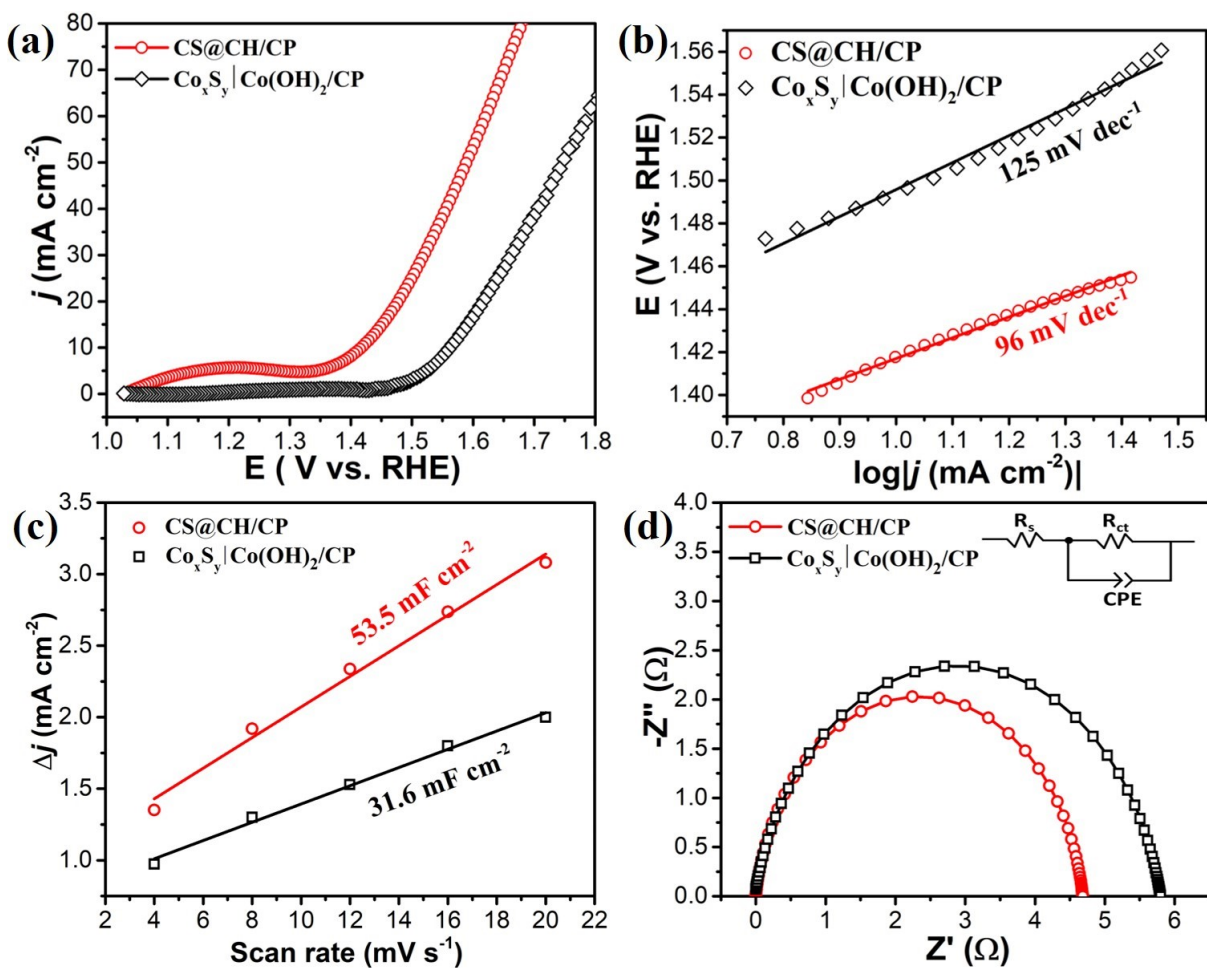 (a)
80
70
60
50
40
30
20
10
0
j (mA cm⁻²)
CS@CH/CP
CoₓSᵧ|Co(OH)₂/CP
1.0 1.1 1.2 1.3 1.4 1.5 1.6 1.7 1.8
E ( V vs. RHE)
(b)
1.56
1.54
1.52
1.50
1.48
1.46
1.44
1.42
1.40
E (V vs. RHE)
CS@CH/CP
CoₓSᵧ|Co(OH)₂/CP
125 mV dec⁻¹
96 mV dec⁻¹
0.7 0.8 0.9 1.0 1.1 1.2 1.3 1.4 1.5
log|j (mA cm⁻²)|
(c)
3.5
3.0
2.5
2.0
1.5
1.0
Δj (mA cm⁻²)
CS@CH/CP
CoₓSᵧ|Co(OH)₂/CP
53.5 mF cm⁻²
31.6 mF cm⁻²
2 4 6 8 10 12 14 16 18 20 22
Scan rate (mV s⁻¹)
(d)
4.0
3.5
3.0
2.5
2.0
1.5
1.0
0.5
0.0
-Z" (Ω)
CS@CH/CP
CoₓSᵧ|Co(OH)₂/CP
Rs
Rct
CPE
0 1 2 3 4 5 6
Z' (Ω)